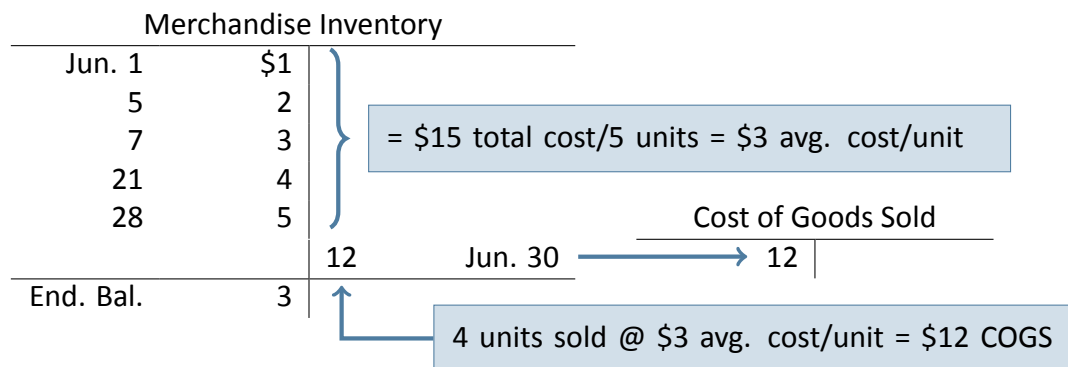 Merchandise Inventory
Jun. 1 $1
5 2
= $15 total cost/5 units = $3 avg. cost/unit
7 3
21 4
28 5
Cost of Goods Sold
12 Jun. 30 12
End. Bal. 3
4 units sold @ $3 avg. cost/unit = $12 COGS